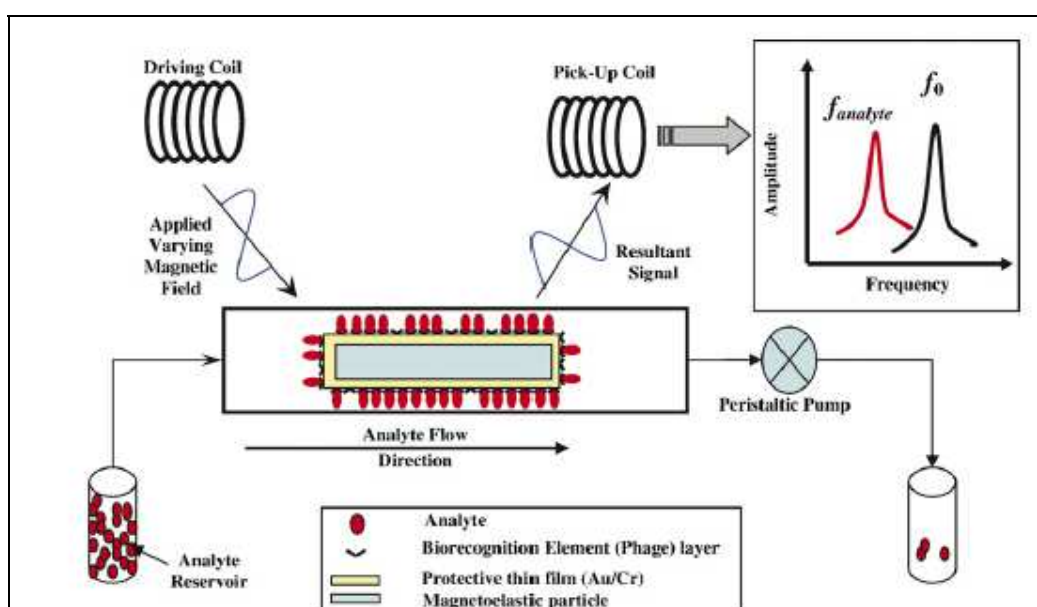 Driving Coil
Pick-Up Coil
f0
fanalyte
Amplitude
Frequency
Applied
Varying
Magnetic
Field
Resultant
Signal
Peristaltic Pump
Analyte Flow
Direction
Analyte
Reservoir
Analyte
Biorecognition Element (Phage) layer
Protective thin film (Au/Cr)
Magnetoelastic particle